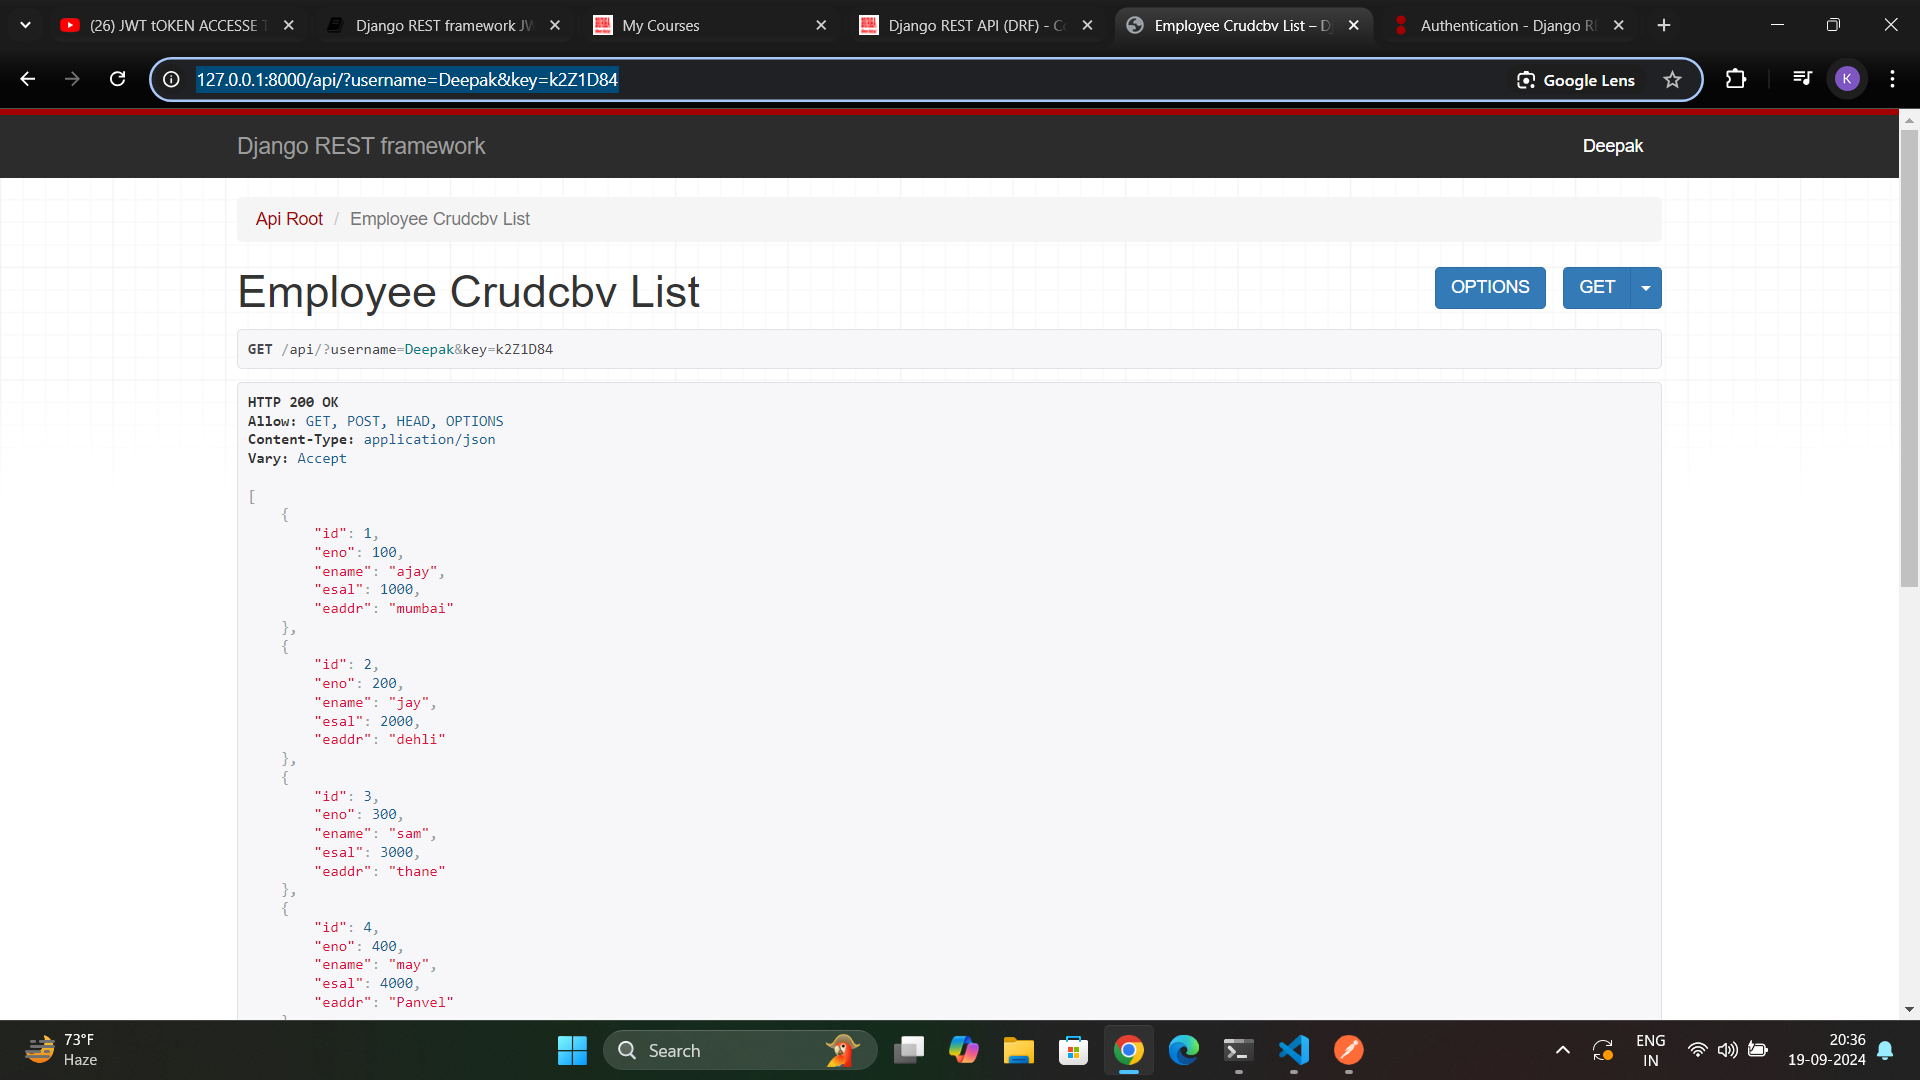 (26) JWT tOKEN ACCESSE T
Django REST framework JW
My Courses
Django REST API (DRF) - Co
Employee Crudcbv List – D
Authentication - Django RE
127.0.0.1:8000/api/?username=Deepak&key=k2Z1D84
Google Lens
K
Django REST framework
Deepak
Api Root / Employee Crudcbv List
Employee Crudcbv List
OPTIONS
GET
GET /api/?username=Deepak&key=k2Z1D84
HTTP 200 OK
Allow: GET, POST, HEAD, OPTIONS
Content-Type: application/json
Vary: Accept
[
{
"id": 1,
"eno": 100,
"ename": "ajay",
"esal": 1000,
"eaddr": "mumbai"
},
{
"id": 2,
"eno": 200,
"ename": "jay",
"esal": 2000,
"eaddr": "dehli"
},
{
"id": 3,
"eno": 300,
"ename": "sam",
"esal": 3000,
"eaddr": "thane"
},
{
"id": 4,
"eno": 400,
"ename": "may",
"esal": 4000,
"eaddr": "Panvel"
73°F
Haze
Search
ENG
IN
20:36
19-09-2024